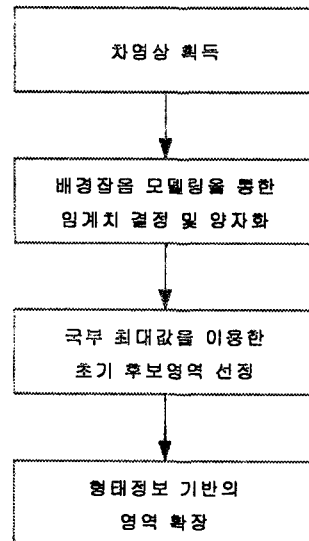 차영상 획득
배경잡음 모델링을 통한
임계치 결정 및 양자화
국부 최대값을 이용한
초기 후보영역 선정
형태정보 기반의
영역 확장